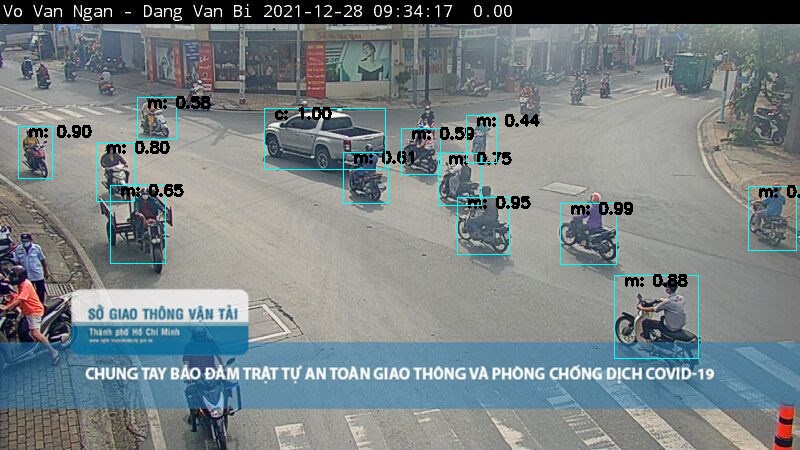 Vo Van Ngan - Dang Van Bi 2021-12-28 09:34:17  0.00
m: 0.58
c: 1.00
m: 0.44
m: 0.90
m: 0.59
m: 0.80
m: 0.61
m: 0.75
m: 0.65
m: 0.95
m: 0.99
m: 0.
m: 0.88
SỞ GIAO THÔNG VẬN TẢI
Thành phố Hồ Chí Minh
CHUNG TAY BẢO ĐẢM TRẬT TỰ AN TOÀN GIAO THÔNG VÀ PHÒNG CHỐNG DỊCH COVID-19